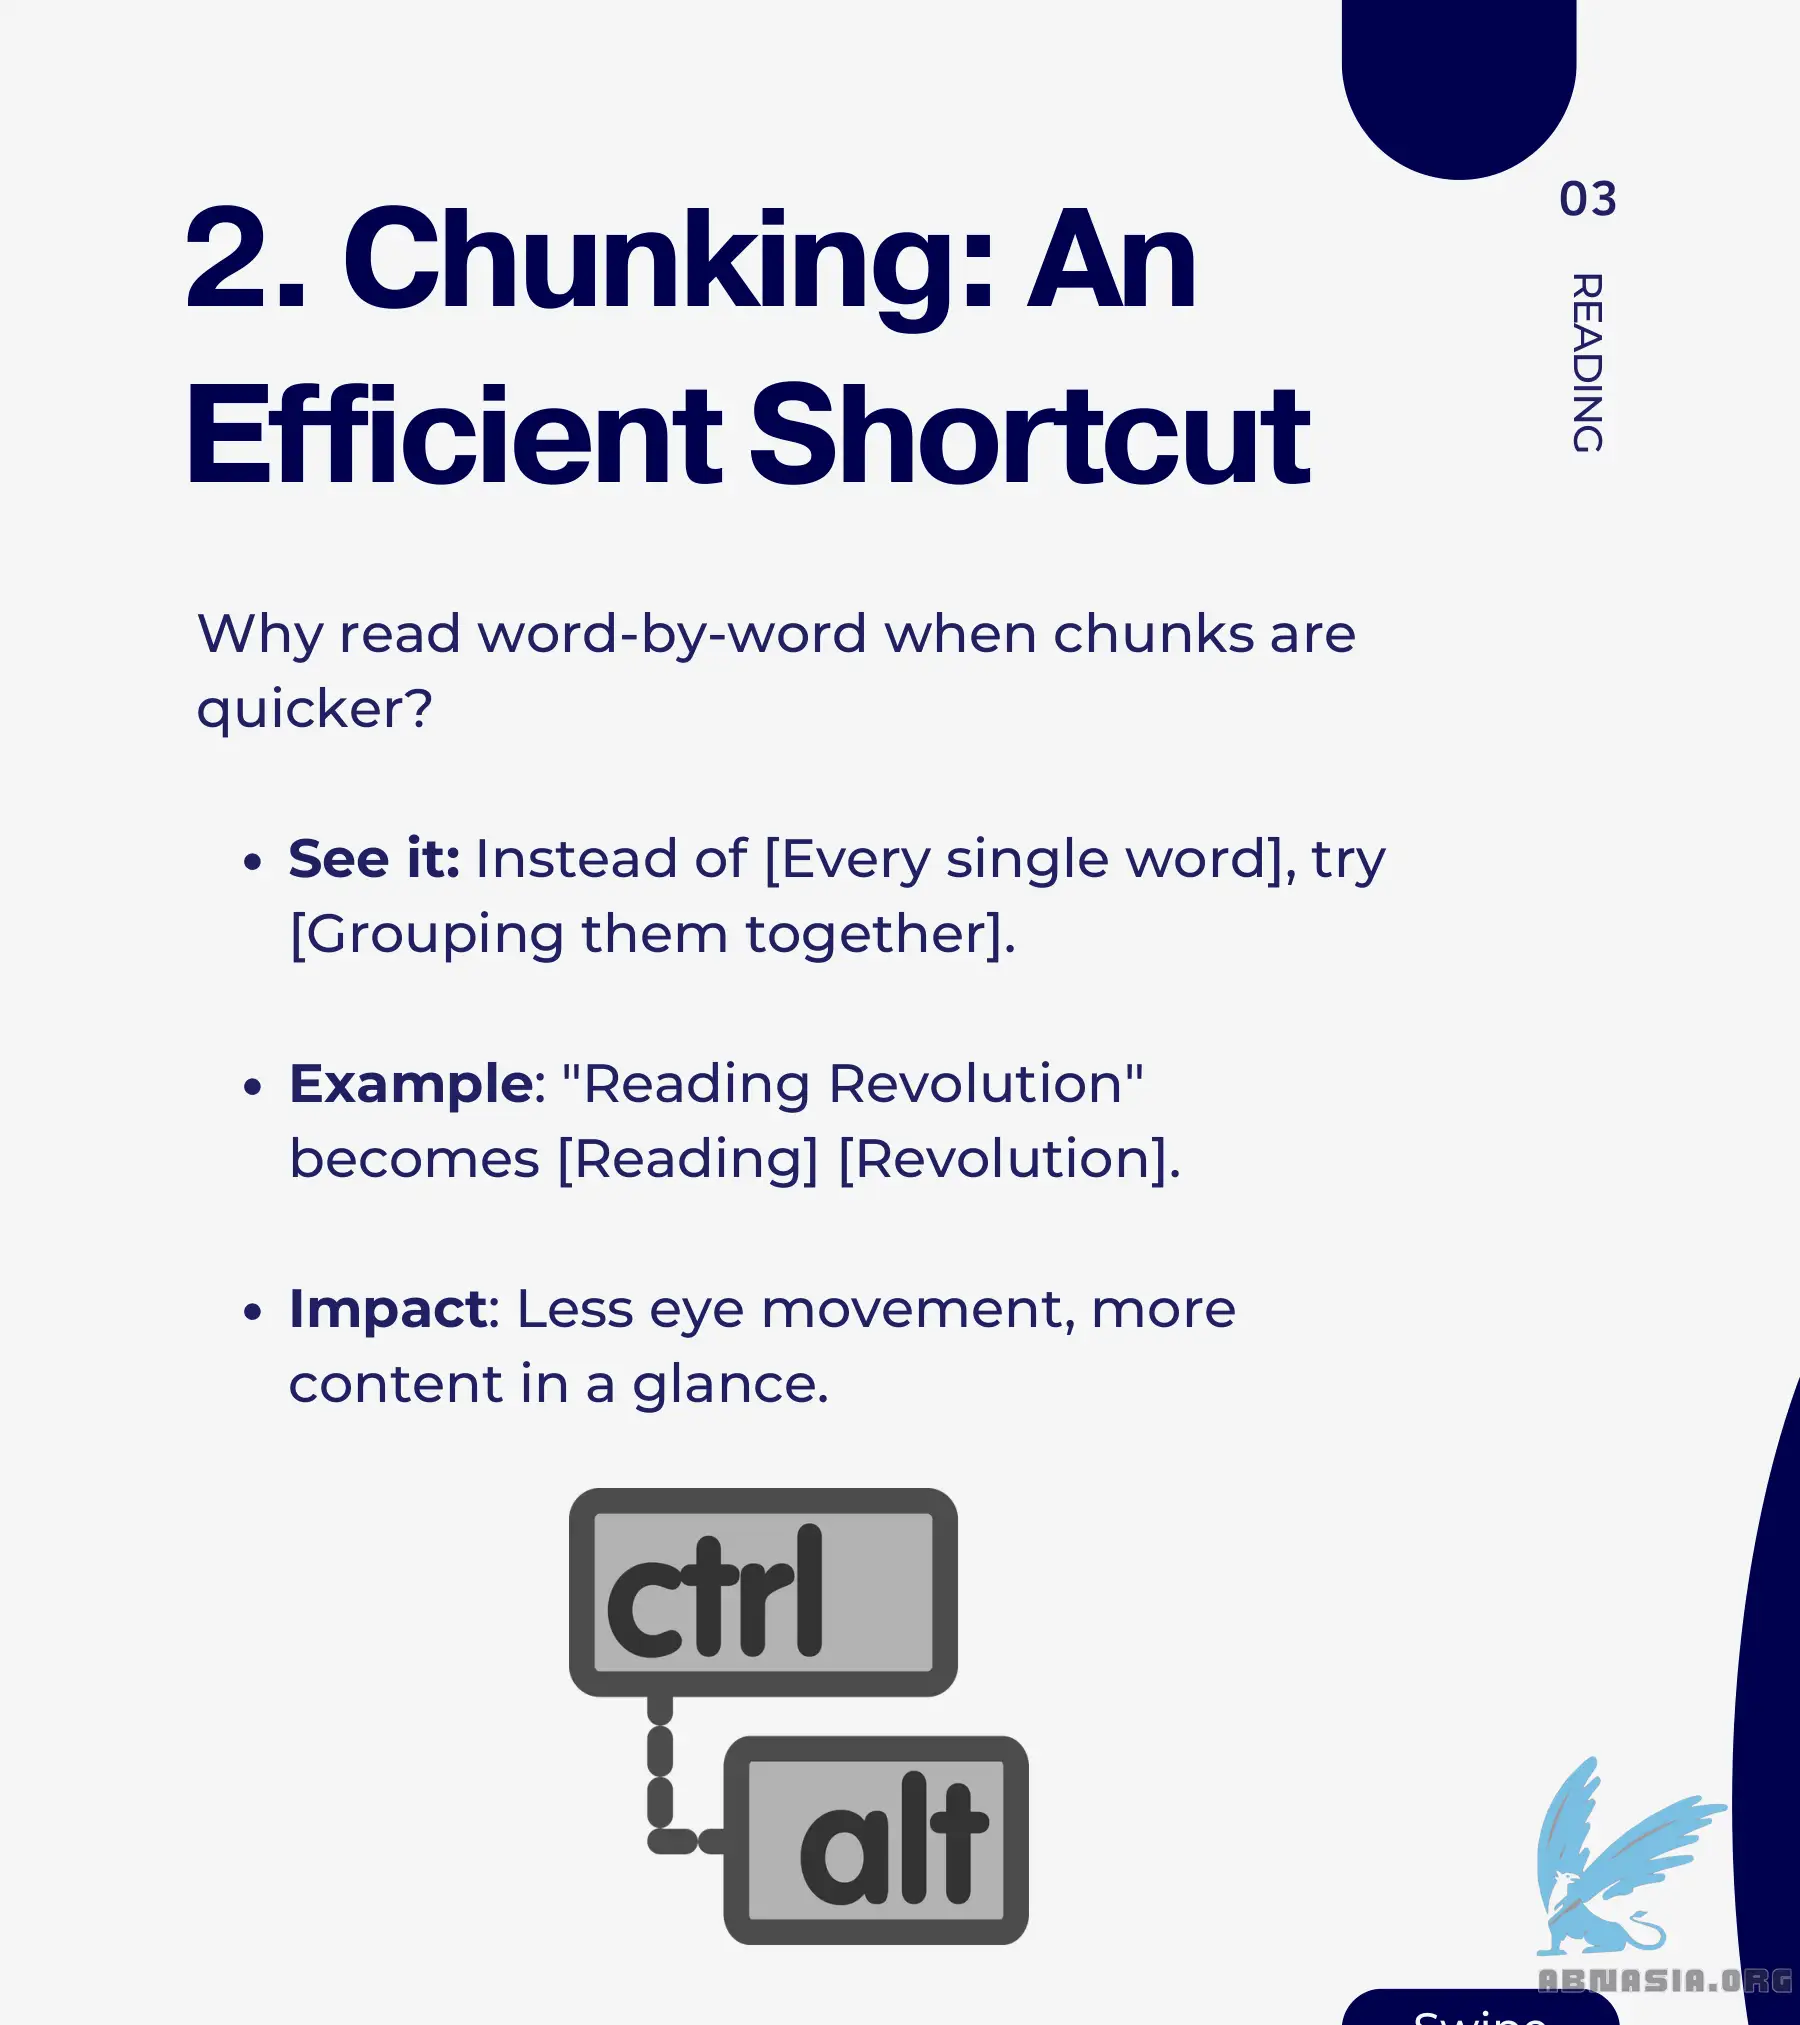 03
READING
2. Chunking: An
Efficient Shortcut
Why read word-by-word when chunks are
quicker?
• See it: Instead of [Every single word], try
[Grouping them together].
• Example: "Reading Revolution"
becomes [Reading] [Revolution].
• Impact: Less eye movement, more
content in a glance.
ctrl
alt
ABNASIA.ORG
Swipe